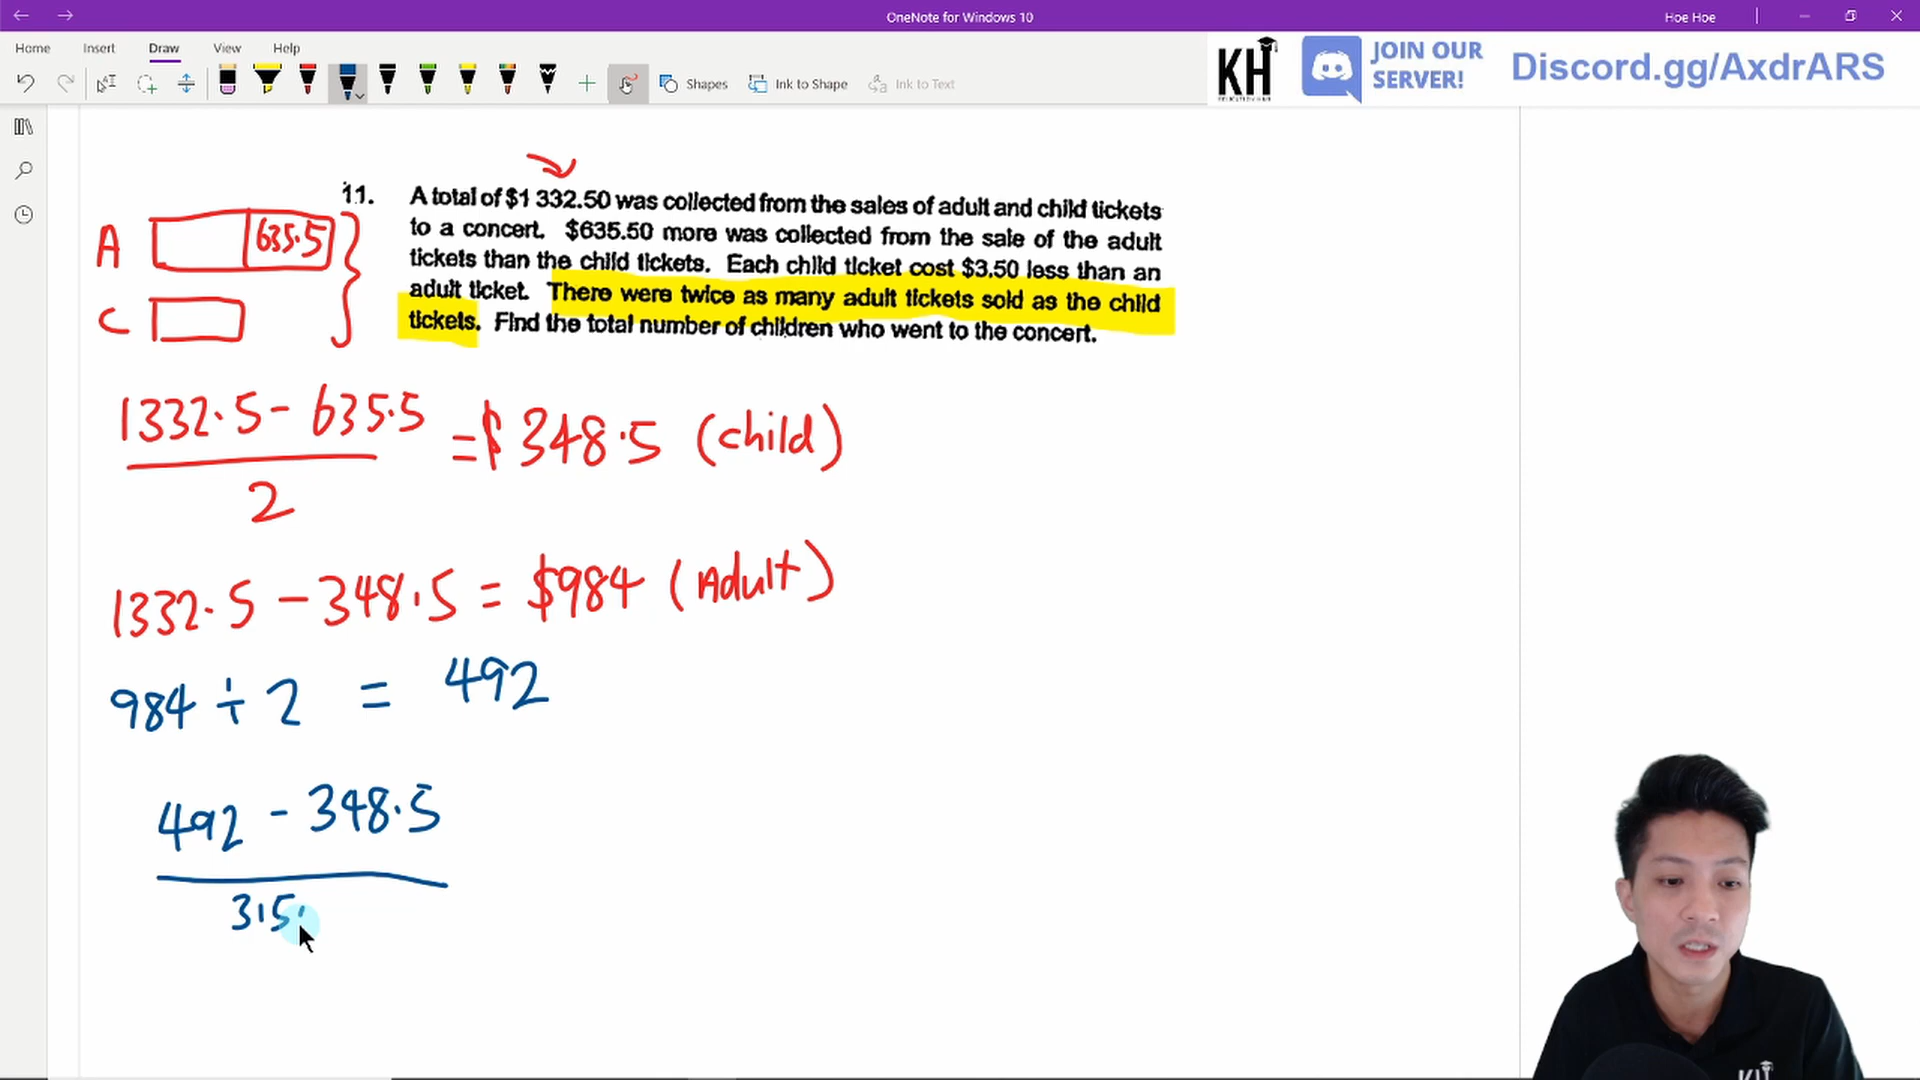 OneNote for Windows 10
Hoe Hoe
Home Insert Draw View Help
Shapes Ink to Shape Ink to Text
KH
JOIN OUR
SERVER!
Discord.gg/AxdrARS
11. A total of $1 332.50 was collected from the sales of adult and child tickets
to a concert. $635.50 more was collected from the sale of the adult
tickets than the child tickets. Each child ticket cost $3.50 less than an
adult ticket. There were twice as many adult tickets sold as the child
tickets. Find the total number of children who went to the concert.
A 635.5
C
1332.5 - 635.5
2
= $348.5 (child)
1332.5 - 348.5 = $984 (Adult)
984 ÷ 2 = 492
492 - 348.5
3.5
KH